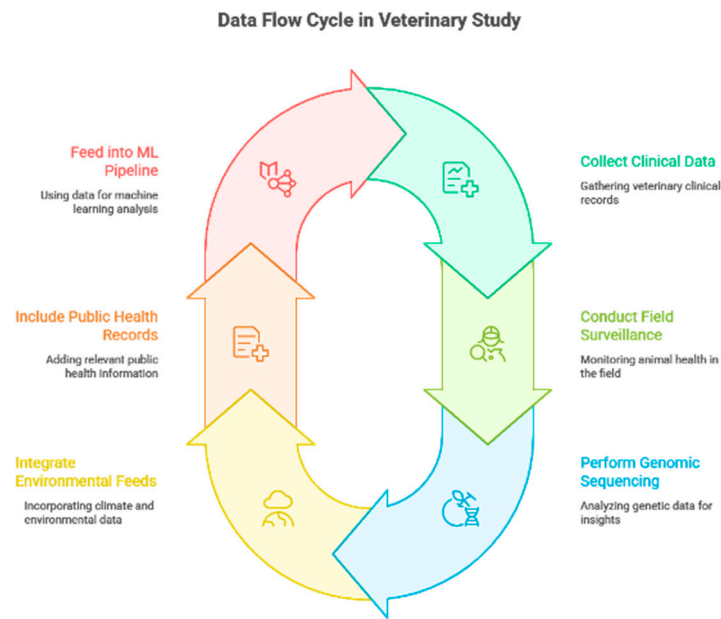 Data Flow Cycle in Veterinary Study
Feed into ML
Pipeline
Using data for machine
learning analysis
Collect Clinical Data
Gathering veterinary clinical
records
Include Public Health
Records
Adding relevant public
health information
Conduct Field
Surveillance
Monitoring animal health in
the field
Integrate
Environmental Feeds
Incorporating climate and
environmental data
Perform Genomic
Sequencing
Analyzing genetic data for
insights